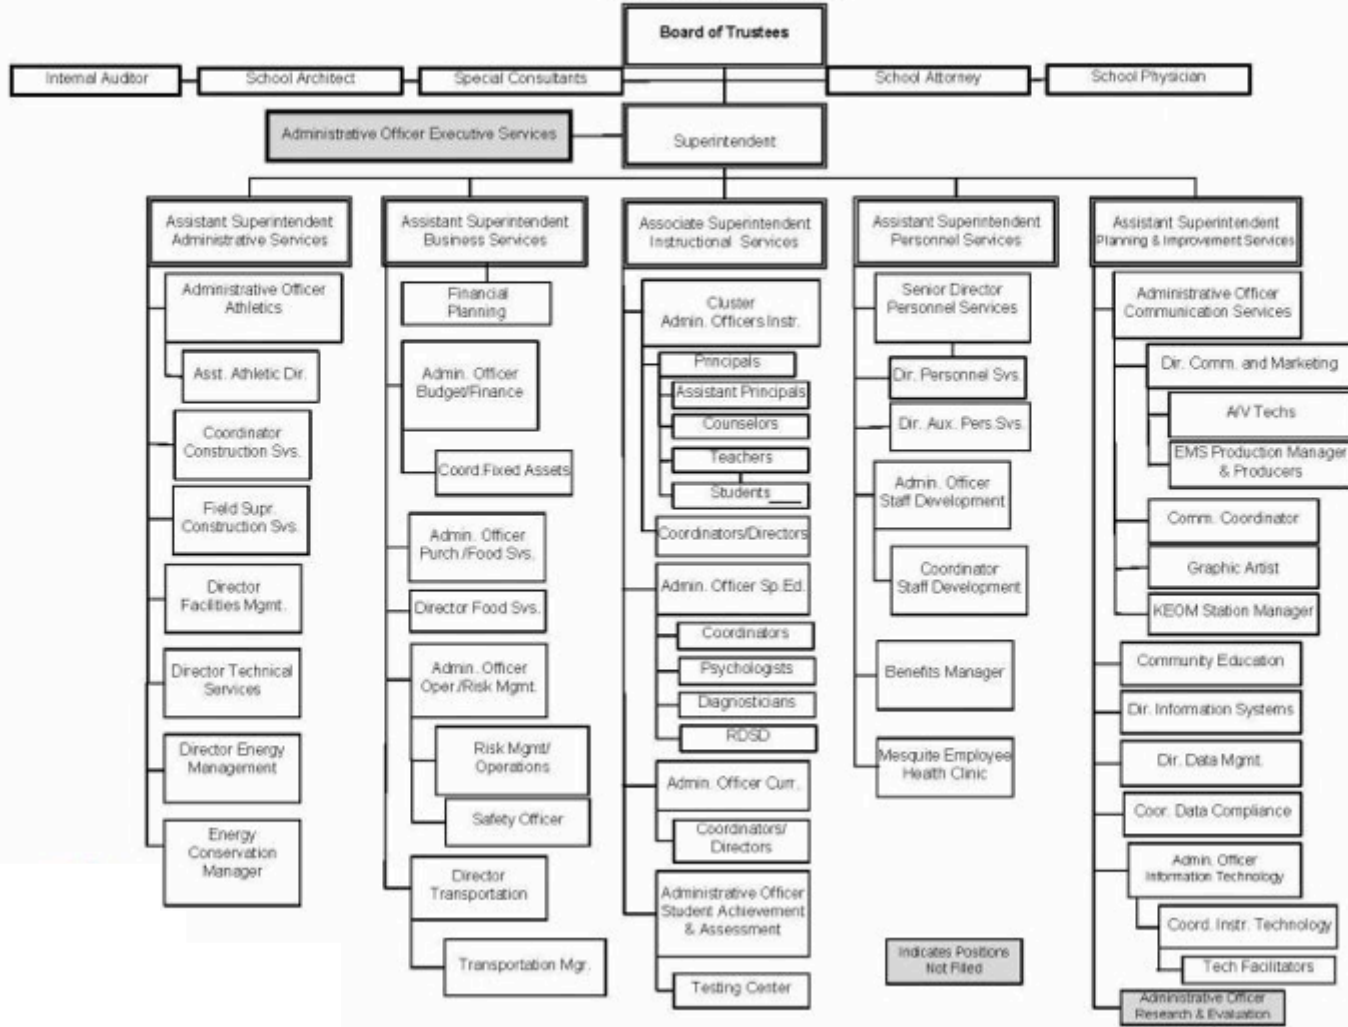 Board of Trustees
Internal Auditor
School Architect
Special Consultants
School Attorney
School Physician
Administrative Officer Executive Services
Superintendent
Assistant Superintendent
Administrative Services
Administrative Officer
Athletics
Asst. Athletic Dir.
Coordinator
Construction Svs.
Field Supr.
Construction Svs.
Director
Facilities Mgmt.
Director Technical
Services
Director Energy
Management
Energy
Conservation
Manager
Assistant Superintendent
Business Services
Financial
Planning
Admin. Officer
Budget/Finance
Coord.Fixed Assets
Admin. Officer
Purch./Food Svs.
Director Food Svs.
Admin. Officer
Oper./Risk Mgmt.
Risk Mgmt/
Operations
Safety Officer
Director
Transportation
Transportation Mgr.
Associate Superintendent
Instructional Services
Cluster
Admin. Officers Instr.
Principals
Assistant Principals
Counselors
Teachers
Students
Coordinators/Directors
Admin. Officer Sp.Ed.
Coordinators
Psychologists
Diagnosticians
RDSD
Admin. Officer Curr.
Coordinators/
Directors
Administrative Officer
Student Achievement
& Assessment
Testing Center
Assistant Superintendent
Personnel Services
Senior Director
Personnel Services
Dir. Personnel Svs.
Dir. Aux. Pers.Svs.
Admin. Officer
Staff Development
Coordinator
Staff Development
Benefits Manager
Mesquite Employee
Health Clinic
Indicates Positions
Not Filled
Assistant Superintendent
Planning & Improvement Services
Administrative Officer
Communication Services
Dir. Comm. and Marketing
A/V Techs
EMS Production Manager
& Producers
Comm. Coordinator
Graphic Artist
KEOM Station Manager
Community Education
Dir. Information Systems
Dir. Data Mgmt.
Coor. Data Compliance
Admin. Officer
Information Technology
Coord. Instr. Technology
Tech Facilitators
Administrative Officer
Research & Evaluation